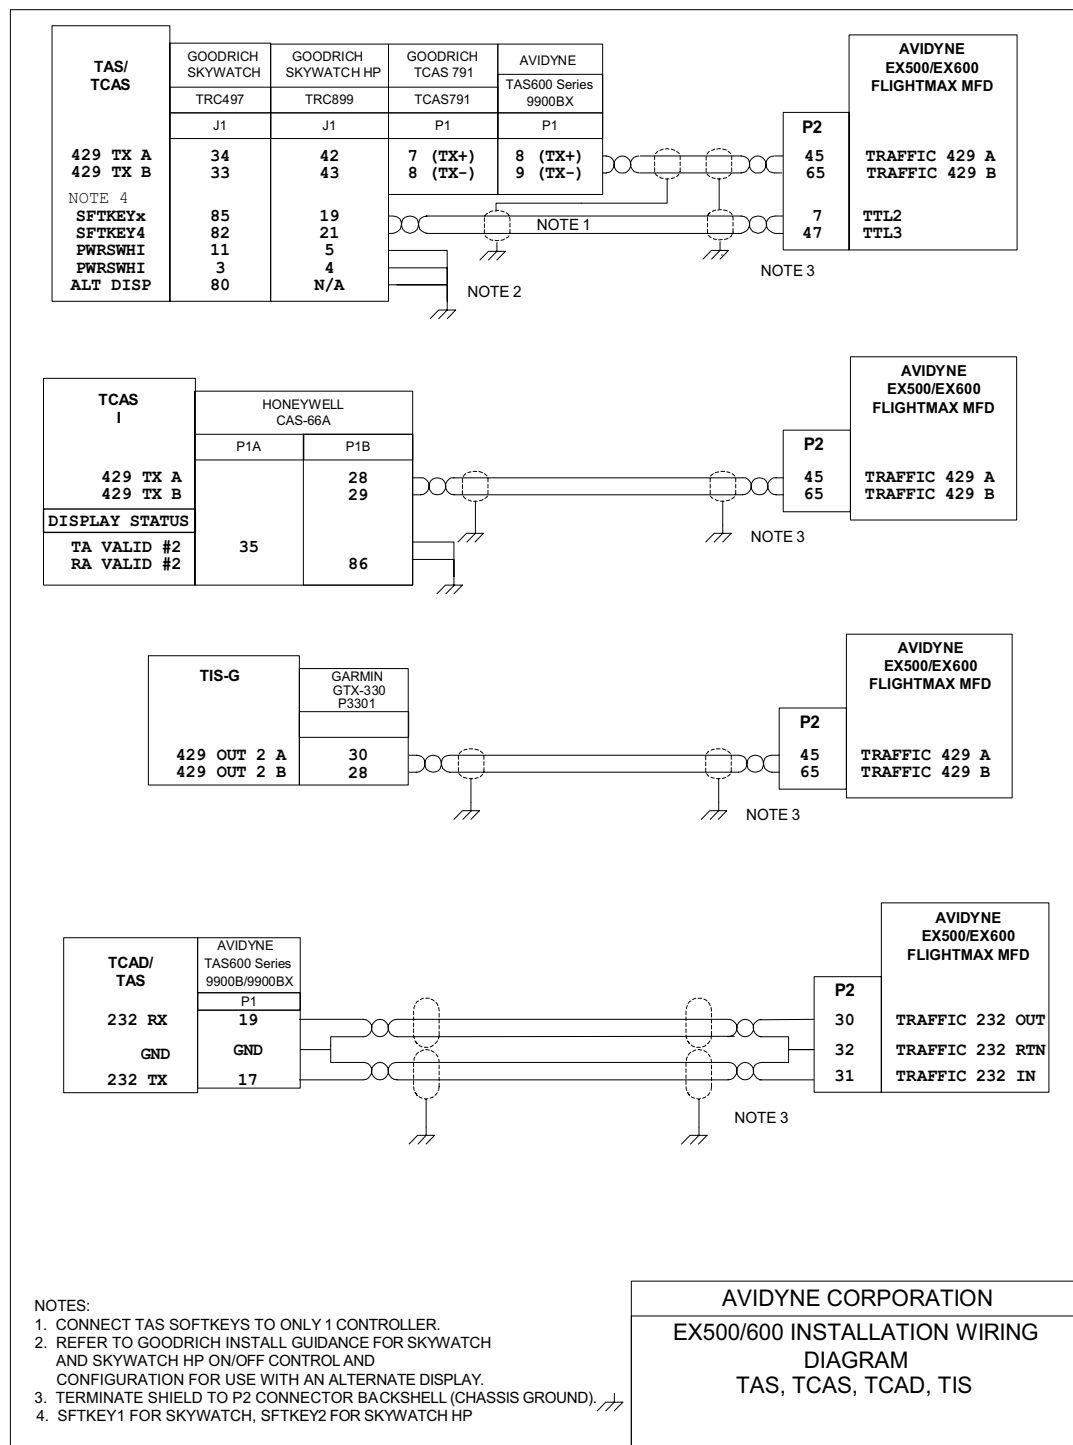 TAS/
TCAS
GOODRICH
SKYWATCH
GOODRICH
SKYWATCH HP
GOODRICH
TCAS 791
AVIDYNE
TRC497
TRC899
TCAS791
TAS600 Series
9900BX
J1
J1
P1
P1
AVIDYNE
EX500/EX600
FLIGHTMAX MFD
P2
429 TX A 34 42 7 (TX+) 8 (TX+) 45 TRAFFIC 429 A
429 TX B 33 43 8 (TX-) 9 (TX-) 65 TRAFFIC 429 B
NOTE 4
SFTKEYx 85 19 NOTE 1 7 TTL2
SFTKEY4 82 21 47 TTL3
PWRSWHI 11 5
PWRSWHI 3 4
ALT DISP 80 N/A
NOTE 2
NOTE 3
TCAS
I
HONEYWELL
CAS-66A
P1A P1B
AVIDYNE
EX500/EX600
FLIGHTMAX MFD
P2
429 TX A 28 45 TRAFFIC 429 A
429 TX B 29 65 TRAFFIC 429 B
DISPLAY STATUS
NOTE 3
TA VALID #2 35
RA VALID #2 86
TIS-G
GARMIN
GTX-330
P3301
AVIDYNE
EX500/EX600
FLIGHTMAX MFD
P2
429 OUT 2 A 30 45 TRAFFIC 429 A
429 OUT 2 B 28 65 TRAFFIC 429 B
NOTE 3
TCAD/
TAS
AVIDYNE
TAS600 Series
9900B/9900BX
P1
AVIDYNE
EX500/EX600
FLIGHTMAX MFD
P2
232 RX 19 30 TRAFFIC 232 OUT
GND GND 32 TRAFFIC 232 RTN
232 TX 17 31 TRAFFIC 232 IN
NOTE 3
NOTES:
1. CONNECT TAS SOFTKEYS TO ONLY 1 CONTROLLER.
2. REFER TO GOODRICH INSTALL GUIDANCE FOR SKYWATCH
AND SKYWATCH HP ON/OFF CONTROL AND
CONFIGURATION FOR USE WITH AN ALTERNATE DISPLAY.
3. TERMINATE SHIELD TO P2 CONNECTOR BACKSHELL (CHASSIS GROUND).
4. SFTKEY1 FOR SKYWATCH, SFTKEY2 FOR SKYWATCH HP
AVIDYNE CORPORATION
EX500/600 INSTALLATION WIRING
DIAGRAM
TAS, TCAS, TCAD, TIS